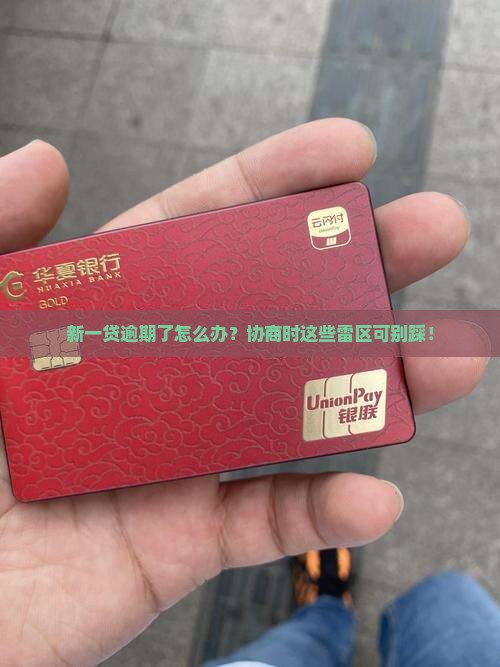 云闪付
UnionPay
华夏银行
HUAXIA BANK
GOLD
新一贷逾期了怎么办？协商时这些雷区可别踩！
UnionPay
银联